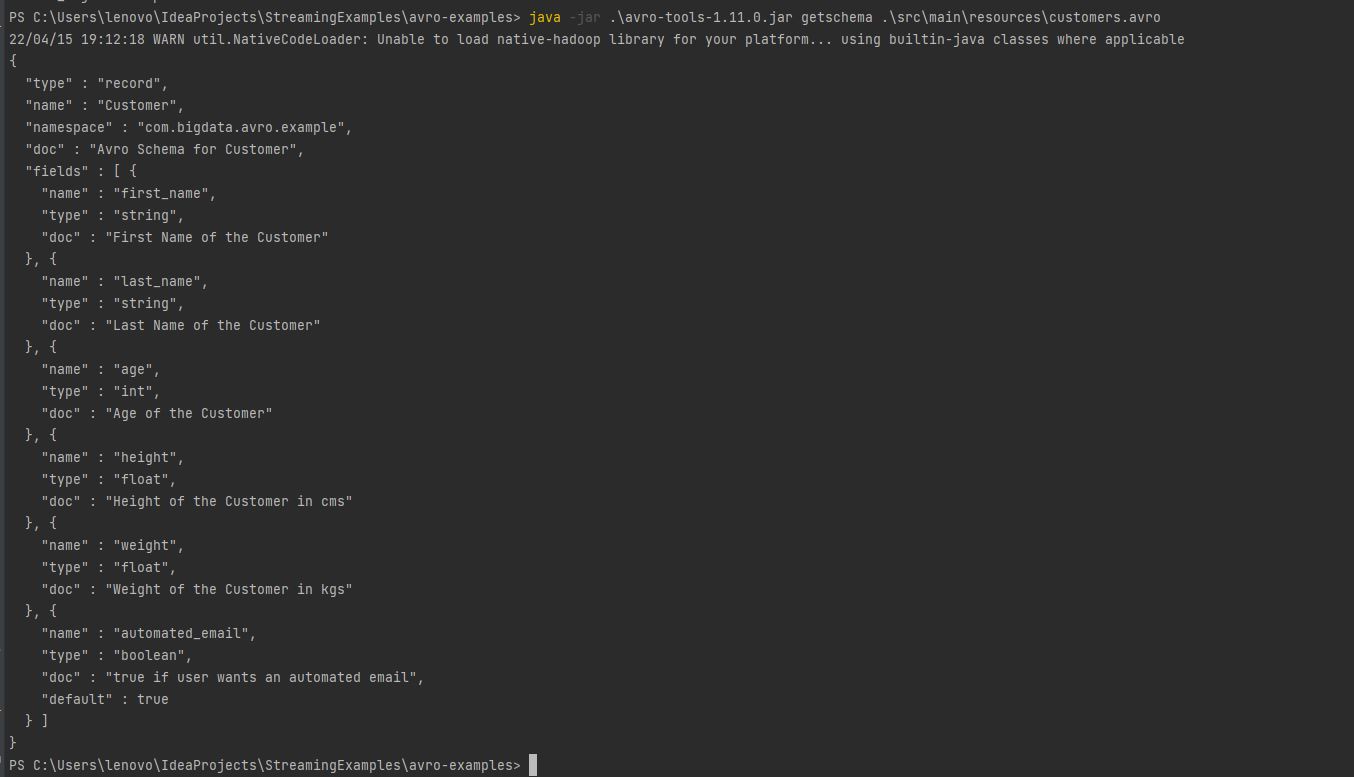 PS C:\Users\lenovo\IdeaProjects\StreamingExamples\avro-examples> java -jar .\avro-tools-1.11.0.jar getschema .\src\main\resources\customers.avro
22/04/15 19:12:18 WARN util.NativeCodeLoader: Unable to load native-hadoop library for your platform... using builtin-java classes where applicable
{
  "type" : "record",
  "name" : "Customer",
  "namespace" : "com.bigdata.avro.example",
  "doc" : "Avro Schema for Customer",
  "fields" : [ {
    "name" : "first_name",
    "type" : "string",
    "doc" : "First Name of the Customer"
  }, {
    "name" : "last_name",
    "type" : "string",
    "doc" : "Last Name of the Customer"
  }, {
    "name" : "age",
    "type" : "int",
    "doc" : "Age of the Customer"
  }, {
    "name" : "height",
    "type" : "float",
    "doc" : "Height of the Customer in cms"
  }, {
    "name" : "weight",
    "type" : "float",
    "doc" : "Weight of the Customer in kgs"
  }, {
    "name" : "automated_email",
    "type" : "boolean",
    "doc" : "true if user wants an automated email",
    "default" : true
  } ]
}
PS C:\Users\lenovo\IdeaProjects\StreamingExamples\avro-examples>